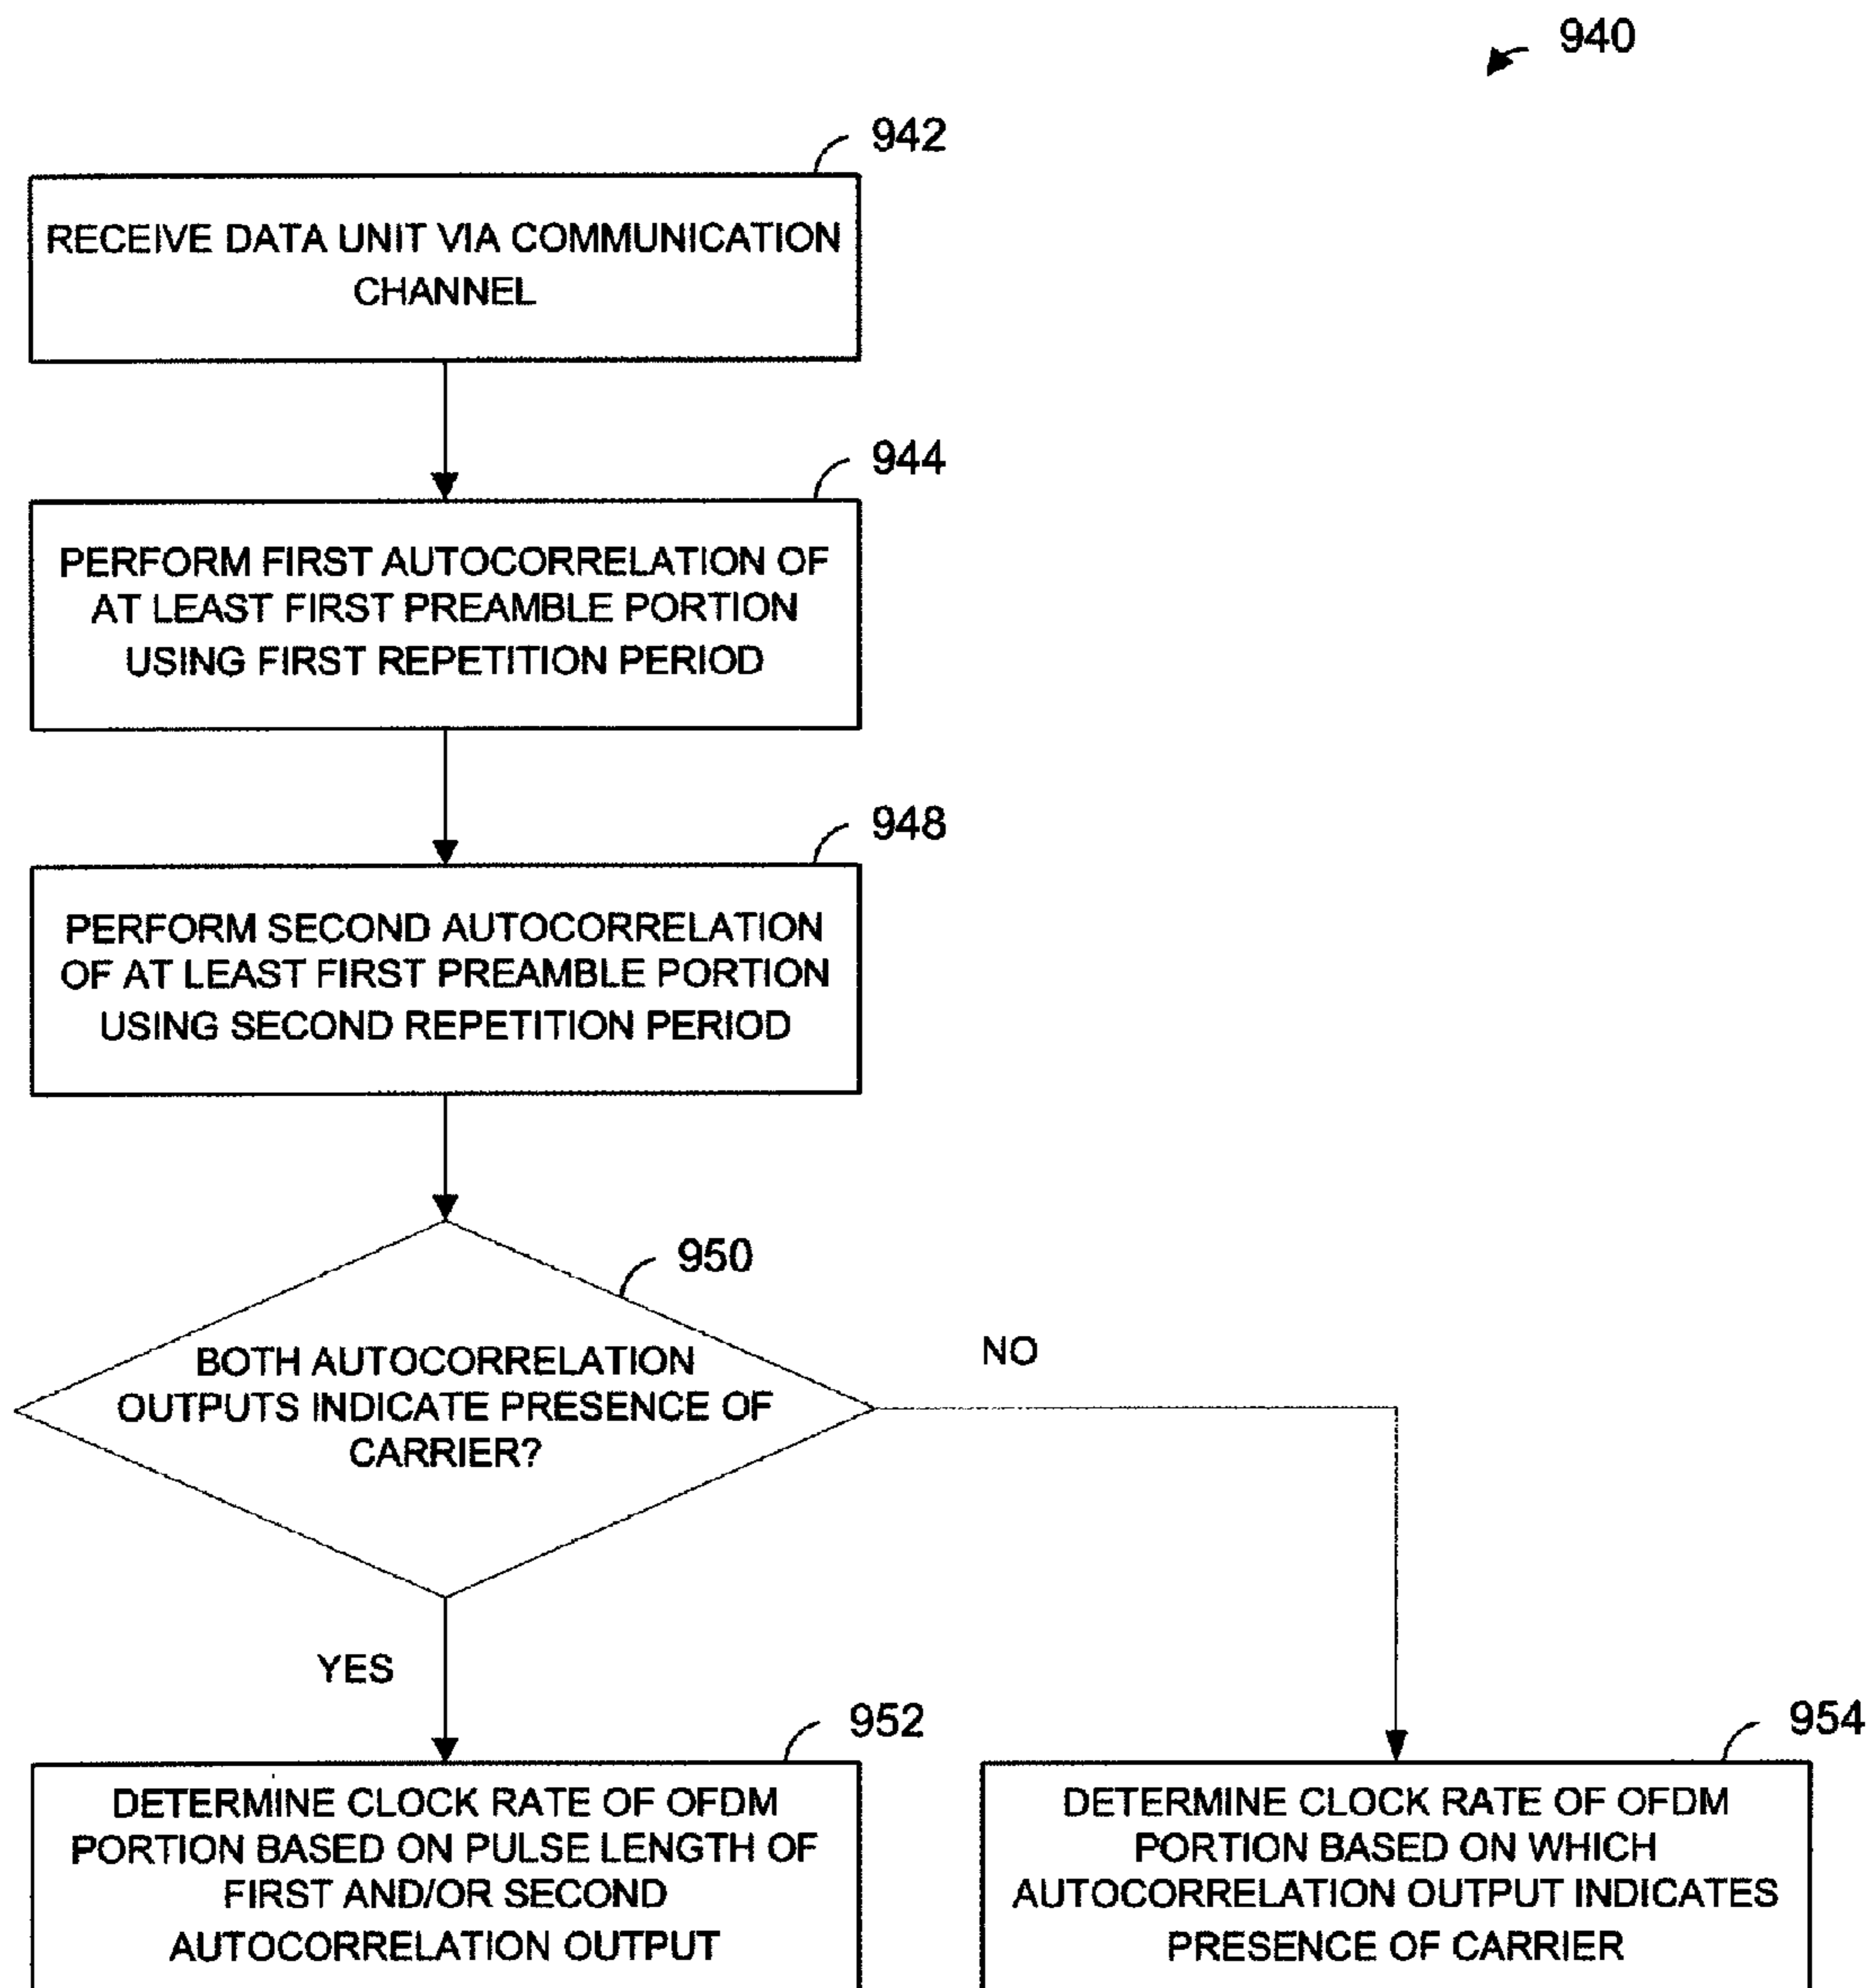 940
942
RECEIVE DATA UNIT VIA COMMUNICATION
CHANNEL
944
PERFORM FIRST AUTOCORRELATION OF
AT LEAST FIRST PREAMBLE PORTION
USING FIRST REPETITION PERIOD
948
PERFORM SECOND AUTOCORRELATION
OF AT LEAST FIRST PREAMBLE PORTION
USING SECOND REPETITION PERIOD
950
BOTH AUTOCORRELATION
OUTPUTS INDICATE PRESENCE OF
CARRIER?
NO
YES
952
DETERMINE CLOCK RATE OF OFDM
PORTION BASED ON PULSE LENGTH OF
FIRST AND/OR SECOND
AUTOCORRELATION OUTPUT
954
DETERMINE CLOCK RATE OF OFDM
PORTION BASED ON WHICH
AUTOCORRELATION OUTPUT INDICATES
PRESENCE OF CARRIER